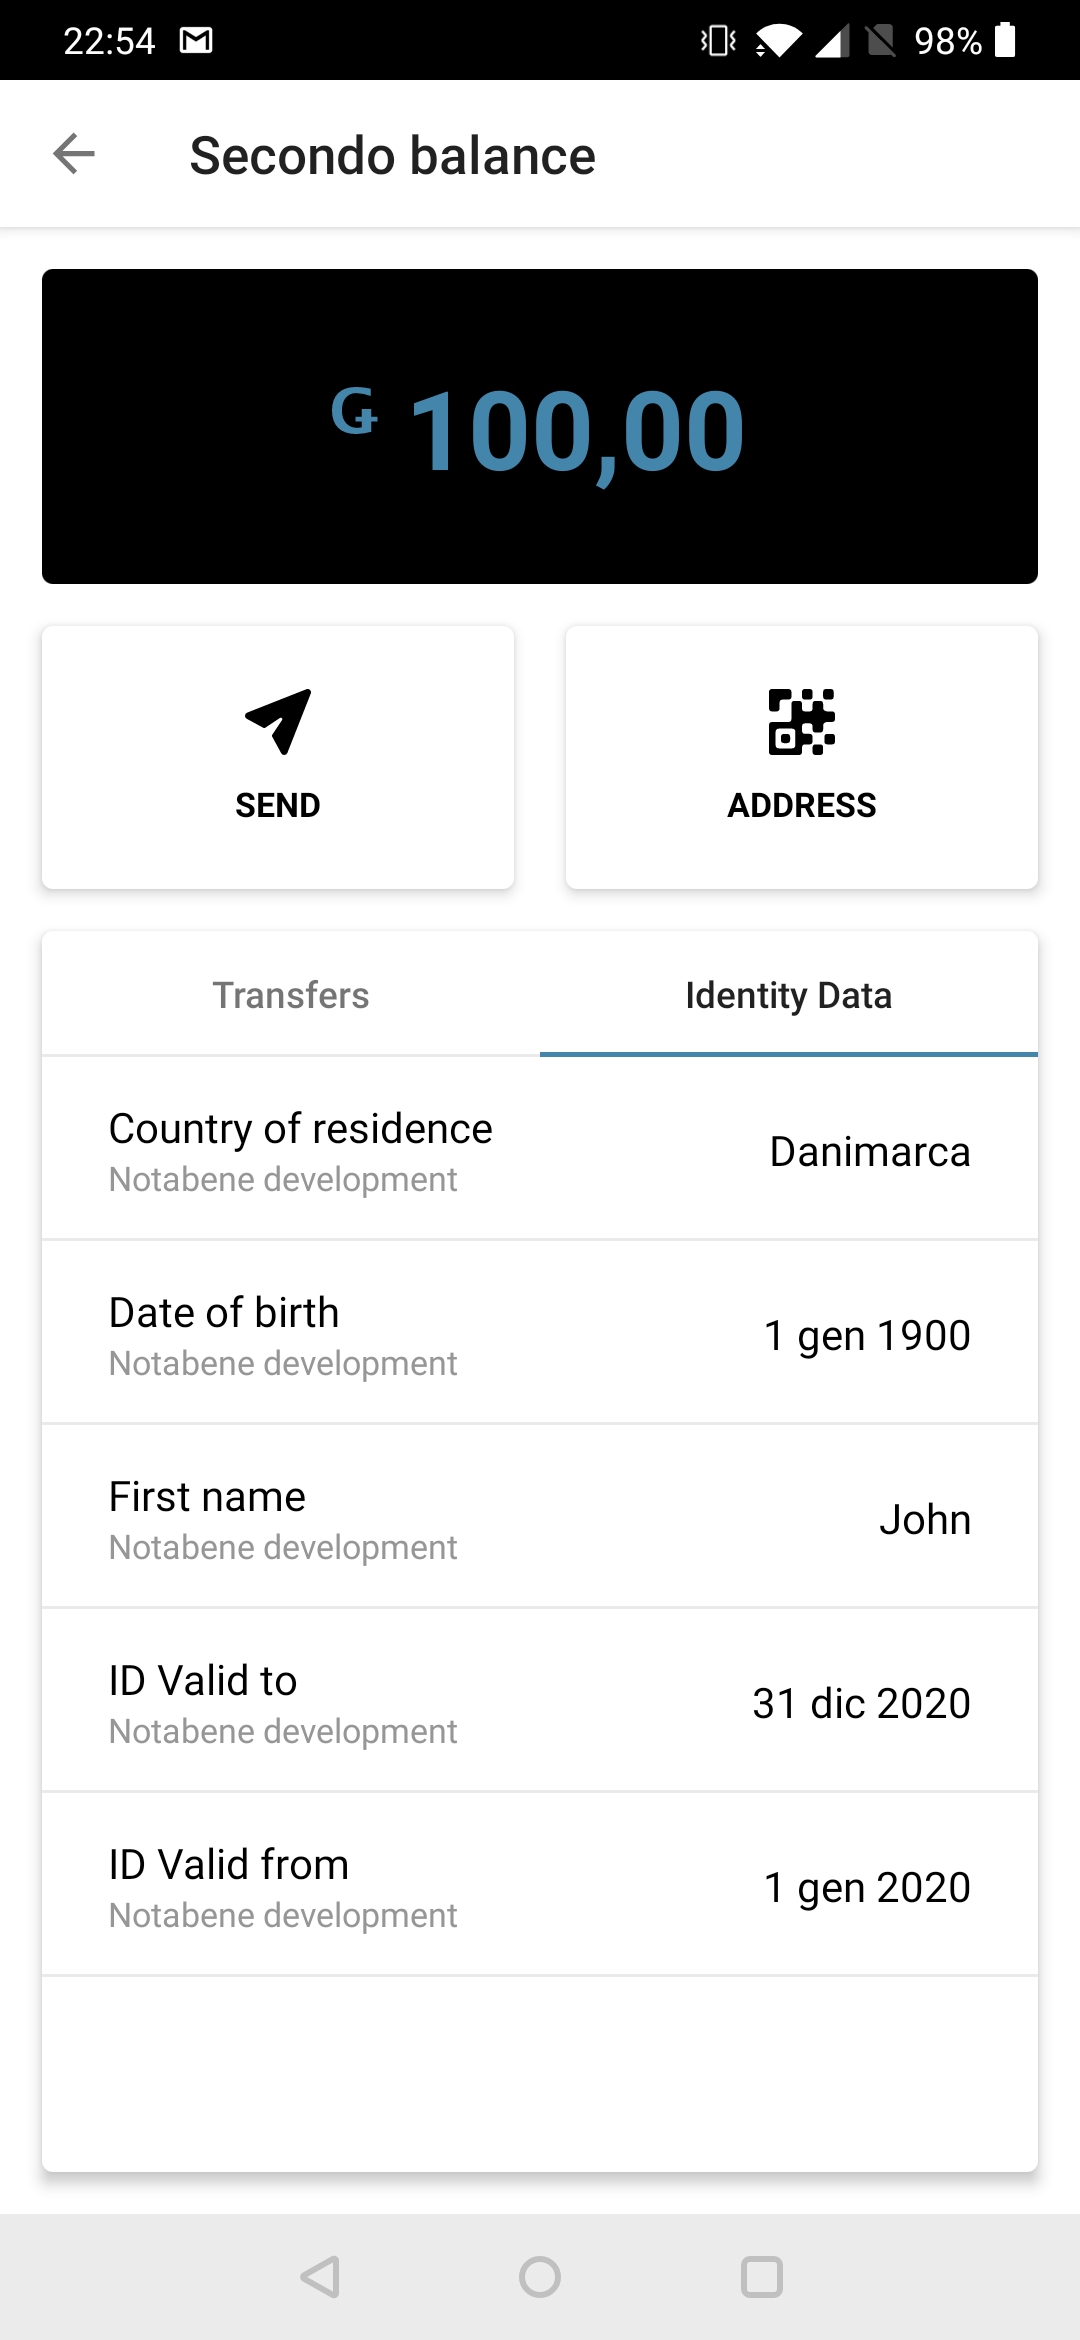 22:54 98%
Secondo balance
Ǥ 100,00
SEND ADDRESS
Transfers Identity Data
Country of residence
Notabene development
Danimarca
Date of birth
Notabene development
1 gen 1900
First name
Notabene development
John
ID Valid to
Notabene development
31 dic 2020
ID Valid from
Notabene development
1 gen 2020